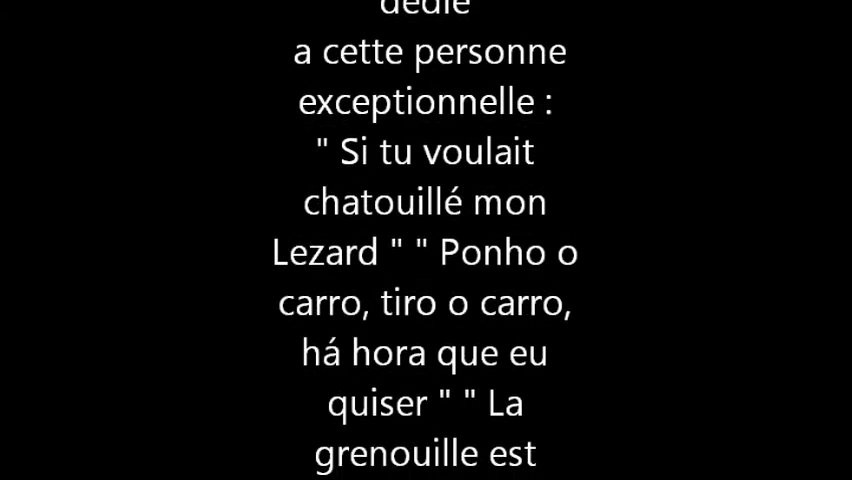 dédié
a cette personne
exceptionnelle :
" Si tu voulait
chatouillé mon
Lezard " " Ponho o
carro, tiro o carro,
há hora que eu
quiser " " La
grenouille est